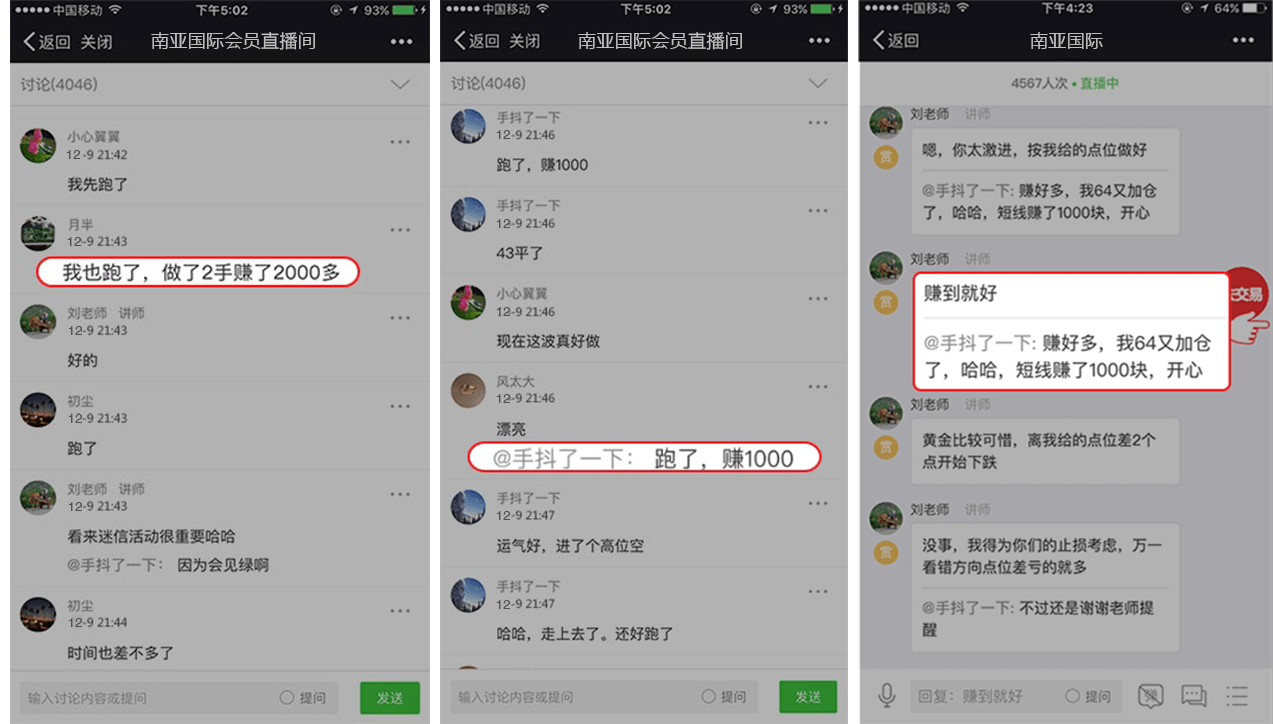 中国移动
下午5:02
93%
返回 关闭 南亚国际会员直播间
讨论(4046)
小心翼翼
12-9 21:42
我先跑了
月半
12-9 21:43
我也跑了，做了2手赚了2000多
刘老师 讲师
12-9 21:43
好的
初尘
12-9 21:43
跑了
刘老师 讲师
12-9 21:43
看来迷信活动很重要哈哈
@手抖了一下： 因为会见绿啊
初尘
12-9 21:44
时间也差不多了
输入讨论内容或提问 提问 发送
中国移动
下午5:02
93%
返回 关闭 南亚国际会员直播间
讨论(4046)
手抖了一下
12-9 21:46
跑了，赚1000
手抖了一下
12-9 21:46
43平了
小心翼翼
12-9 21:46
现在这波真好做
风太大
12-9 21:46
漂亮
@手抖了一下： 跑了，赚1000
手抖了一下
12-9 21:47
运气好，进了个高位空
手抖了一下
12-9 21:47
哈哈，走上去了。还好跑了
输入讨论内容或提问 提问 发送
中国移动
下午4:23
64%
返回 南亚国际
4567人次 • 直播中
刘老师 讲师
赏
嗯，你太激进，按我给的点位做好
@手抖了一下: 赚好多，我64又加仓
了，哈哈，短线赚了1000块，开心
刘老师 讲师
赏
赚到就好
@手抖了一下: 赚好多，我64又加仓
了，哈哈，短线赚了1000块，开心
交易
刘老师 讲师
赏
黄金比较可惜，离我给的点位差2个
点开始下跌
刘老师 讲师
赏
没事，我得为你们的止损考虑，万一
看错方向点位差亏的就多
@手抖了一下: 不过还是谢谢老师提
醒
回复：赚到就好 提问